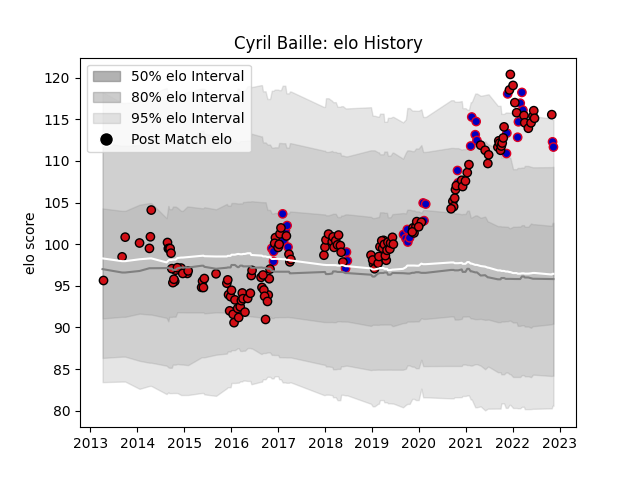 Cyril Baille: elo History
50% elo Interval
80% elo Interval
95% elo Interval
Post Match elo
elo score
120
115
110
105
100
95
90
85
80
2013 2014 2015 2016 2017 2018 2019 2020 2021 2022 2023